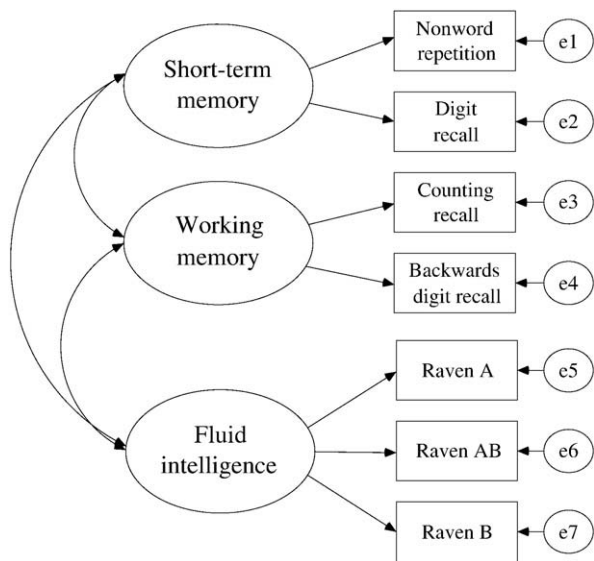 Short-term
memory
Nonword
repetition
e1
Digit
recall
e2
Working
memory
Counting
recall
e3
Backwards
digit recall
e4
Fluid
intelligence
Raven A
e5
Raven AB
e6
Raven B
e7